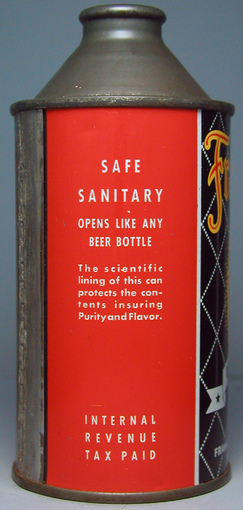 SAFE
SANITARY
OPENS LIKE ANY
BEER BOTTLE
The scientific
lining of this can
protects the con-
tents insuring
Purity and Flavor.
INTERNAL
REVENUE
TAX PAID